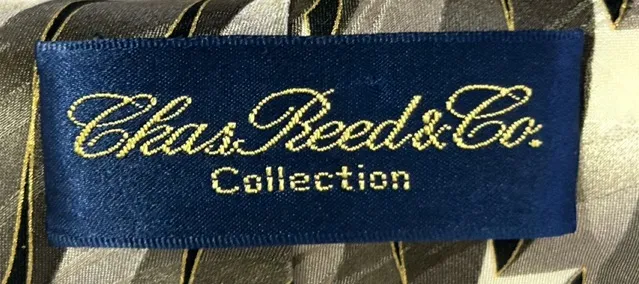 Chas. Reed & Co.
Collection